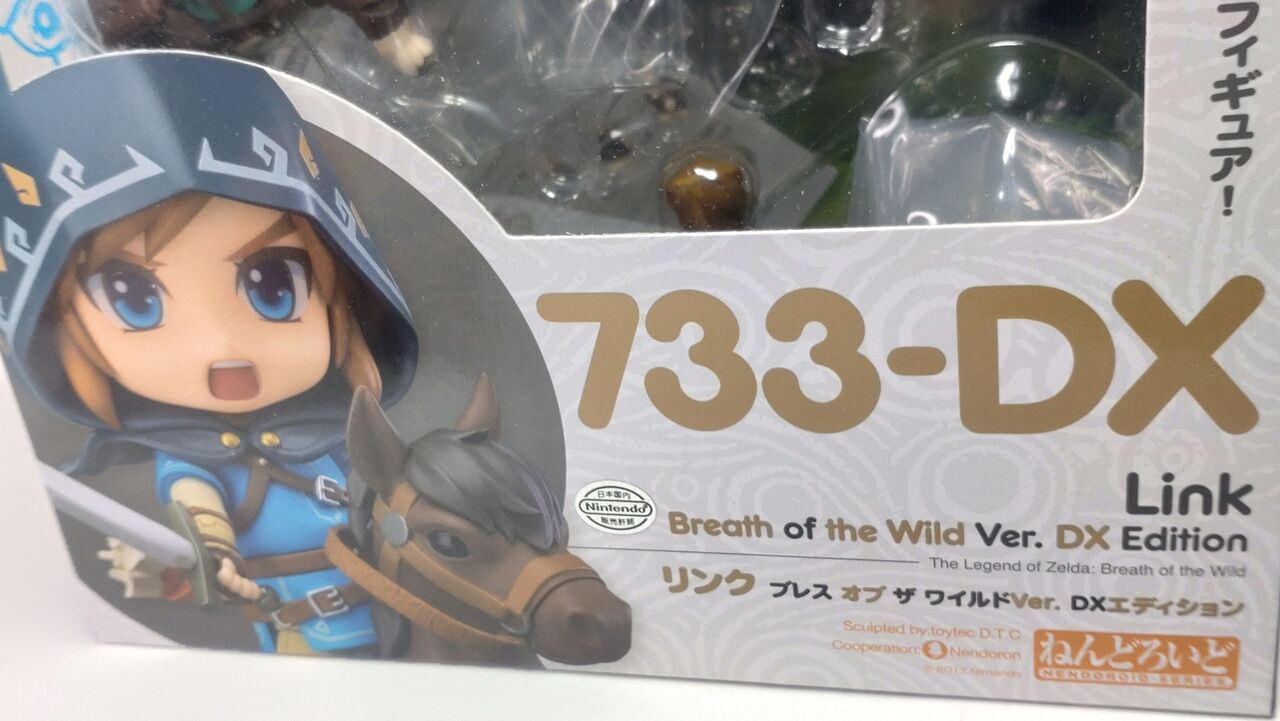 フィギュア!
733-DX
日本国内
Nintendo
販売許諾
Link
Breath of the Wild Ver. DX Edition
The Legend of Zelda: Breath of the Wild
リンク ブレス オブ ザ ワイルドVer. DXエディション
Sculpted by:toytec D.T.C
Cooperation: Nendoron
© 2017 Nintendo
ねんどろいど
NENDOROID・SERIES